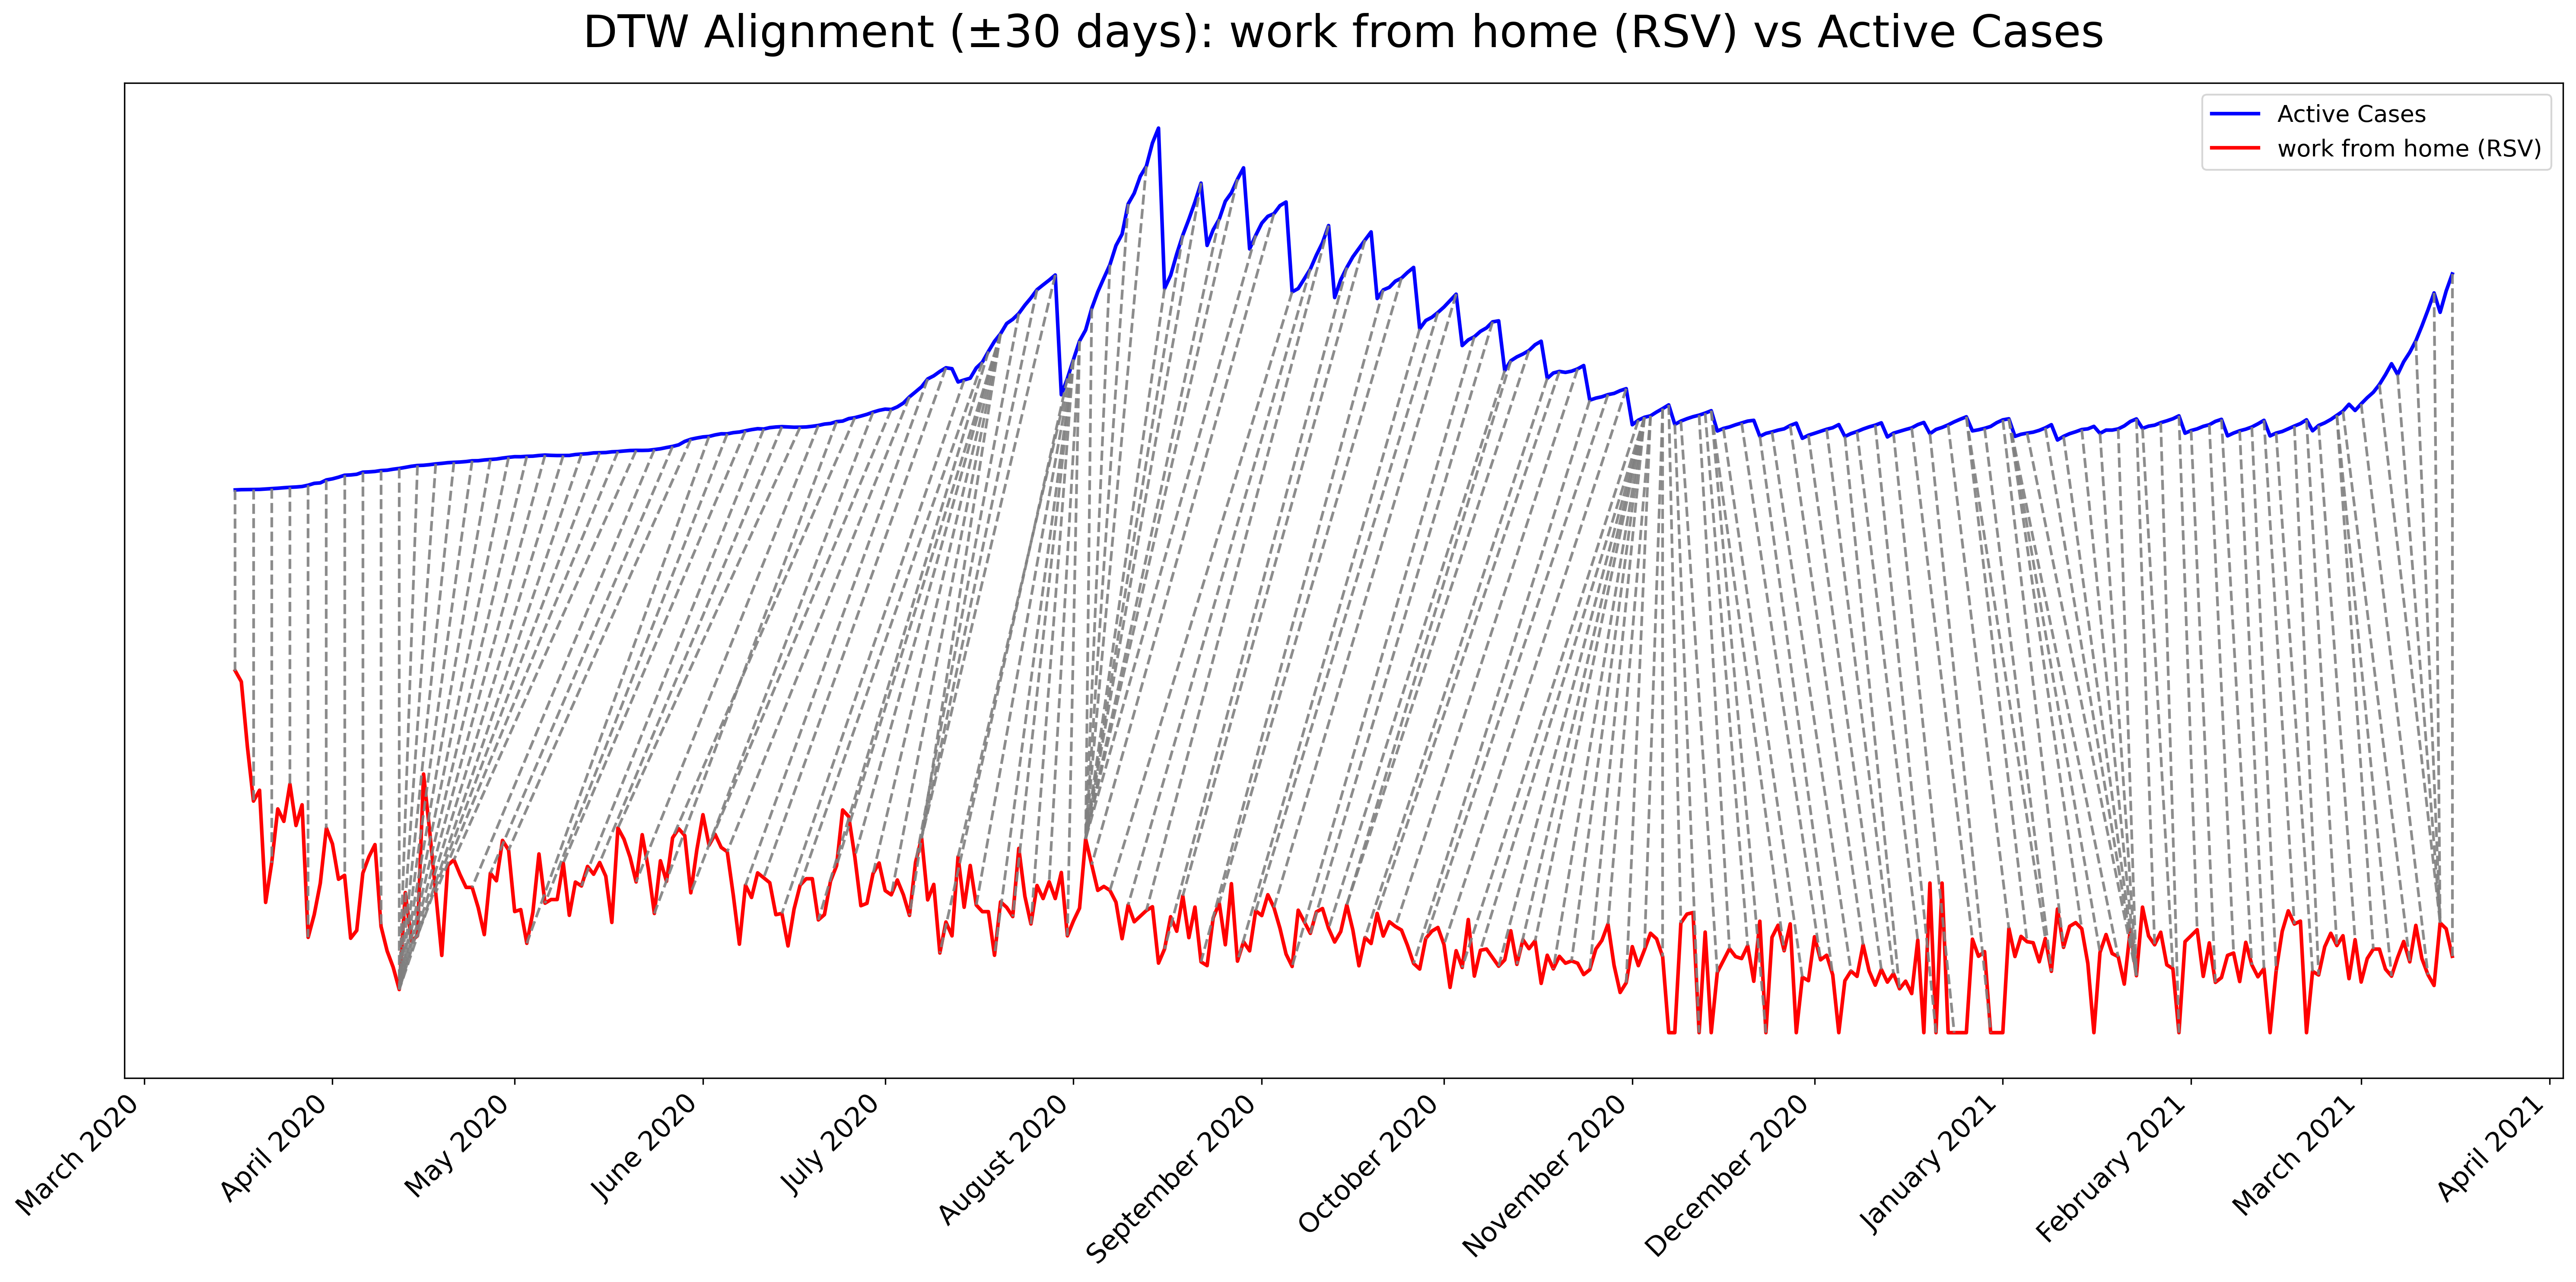 DTW Alignment (±30 days): work from home (RSV) vs Active Cases
Active Cases
work from home (RSV)
March 2020
April 2020
May 2020
June 2020
July 2020
August 2020
September 2020
October 2020
November 2020
December 2020
January 2021
February 2021
March 2021
April 2021